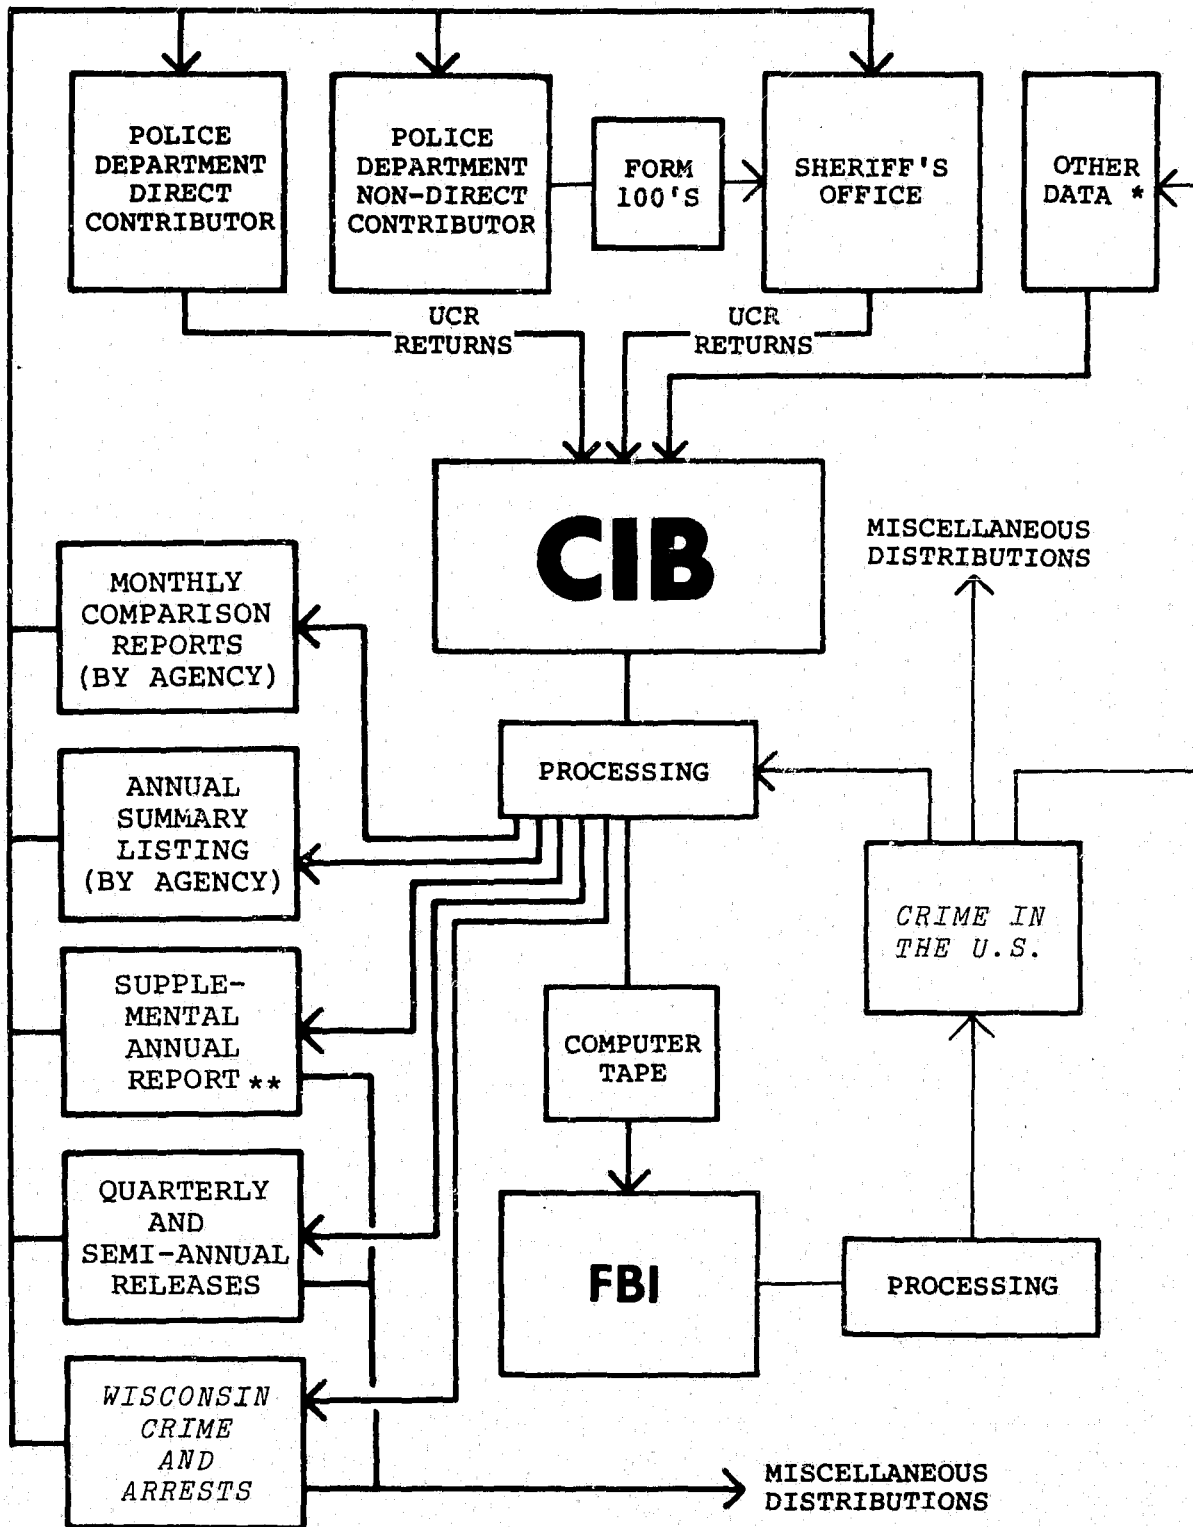 POLICE
DEPARTMENT
DIRECT
CONTRIBUTOR
POLICE
DEPARTMENT
NON-DIRECT
CONTRIBUTOR
FORM
100'S
SHERIFF'S
OFFICE
OTHER
DATA *
UCR
RETURNS
UCR
RETURNS
CIB
MISCELLANEOUS
DISTRIBUTIONS
MONTHLY
COMPARISON
REPORTS
(BY AGENCY)
PROCESSING
ANNUAL
SUMMARY
LISTING
(BY AGENCY)
CRIME IN
THE U.S.
SUPPLE-
MENTAL
ANNUAL
REPORT **
COMPUTER
TAPE
QUARTERLY
AND
SEMI-ANNUAL
RELEASES
FBI
PROCESSING
WISCONSIN
CRIME
AND
ARRESTS
MISCELLANEOUS
DISTRIBUTIONS